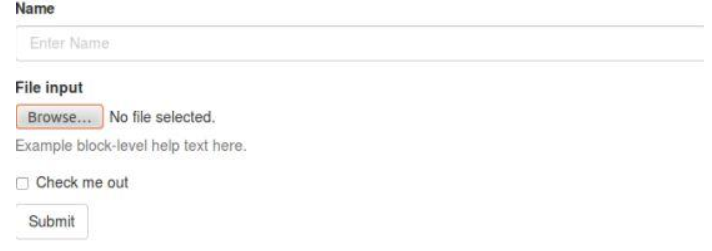 Name
Enter Name
File input
Browse... No file selected.
Example block-level help text here.
Check me out
Submit